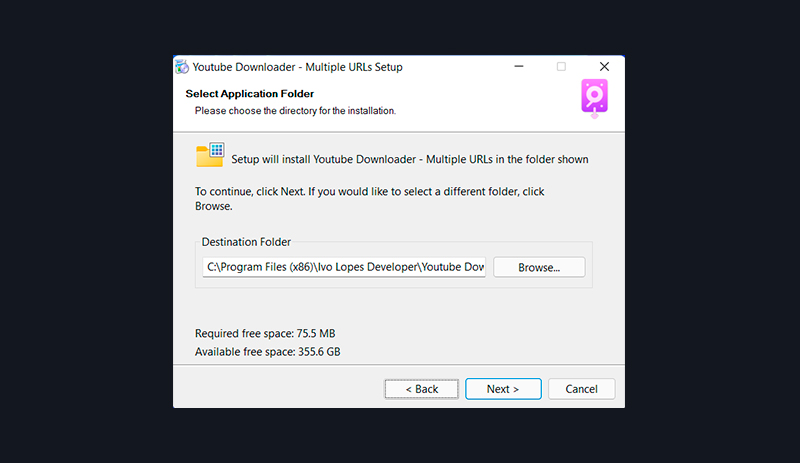 Youtube Downloader - Multiple URLs Setup
Select Application Folder
Please choose the directory for the installation.
Setup will install Youtube Downloader - Multiple URLs in the folder shown
To continue, click Next. If you would like to select a different folder, click
Browse.
Destination Folder
C:\Program Files (x86)\Ivo Lopes Developer\Youtube Dow
Browse...
Required free space: 75.5 MB
Available free space: 355.6 GB
< Back
Next >
Cancel